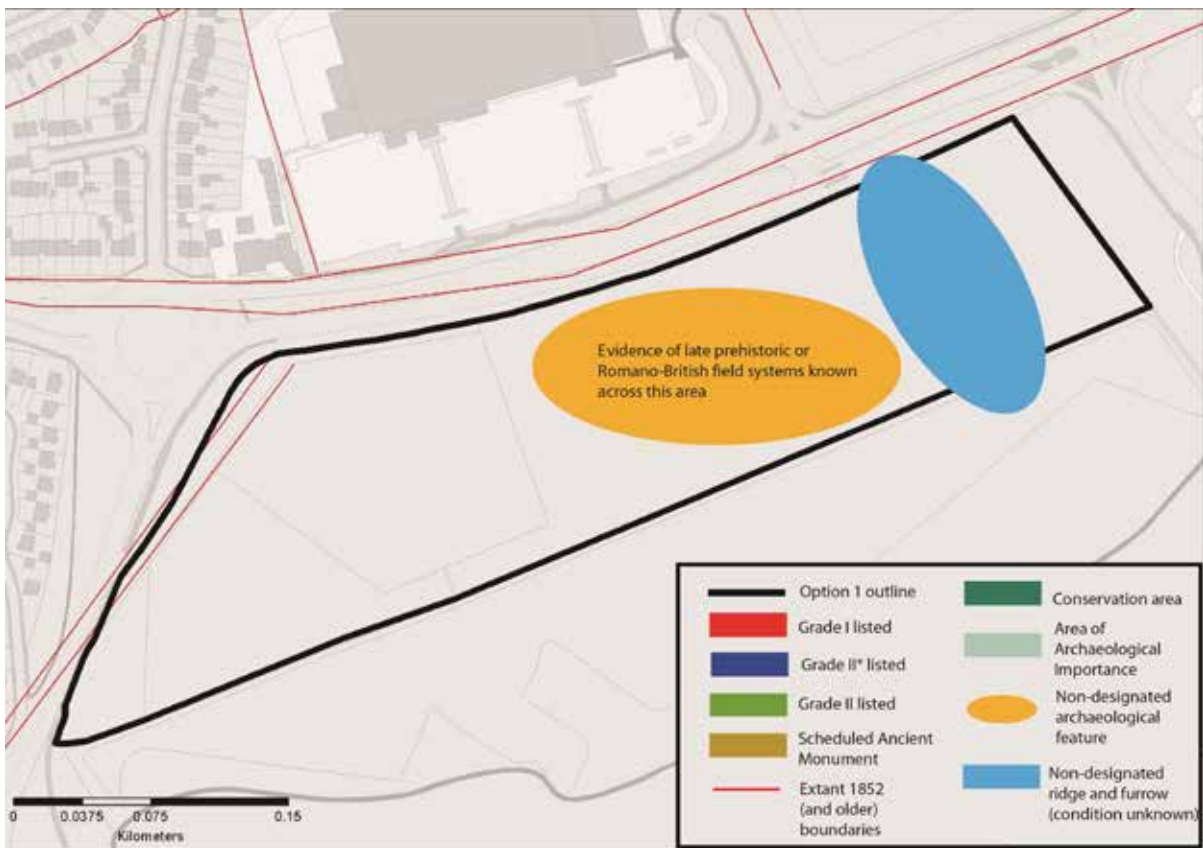 Evidence of late prehistoric or
Romano-British field systems known
across this area
Option 1 outline
Grade I listed
Grade II* listed
Grade II listed
Scheduled Ancient
Monument
Extant 1852
(and older)
boundaries
Conservation area
Area of
Archaeological
Importance
Non-designated
archaeological
feature
Non-designated
ridge and furrow
(condition unknown)
0 0.0375 0.075 0.15
Kilometers